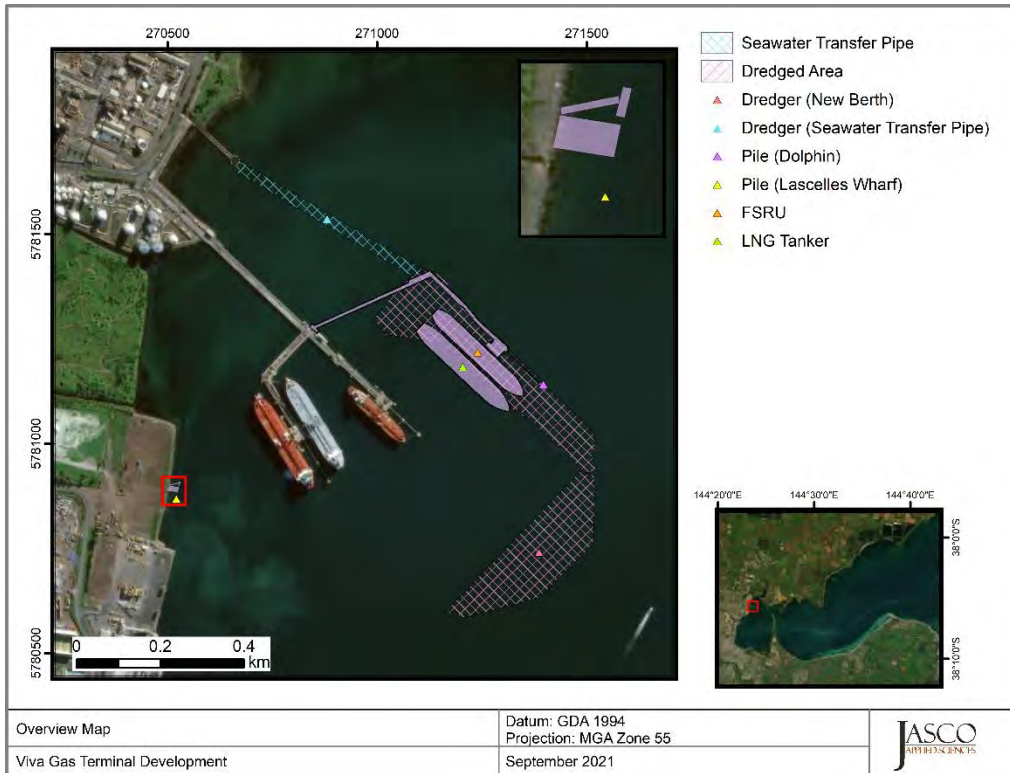 270500
271000
271500
5781500
5781000
5780500
0
0.2
0.4
km
Seawater Transfer Pipe
Dredged Area
Dredger (New Berth)
Dredger (Seawater Transfer Pipe)
Pile (Dolphin)
Pile (Lascelles Wharf)
FSRU
LNG Tanker
144°20'0"E
144°30'0"E
144°40'0"E
38°0'0"S
38°10'0"S
Overview Map
Datum: GDA 1994
Projection: MGA Zone 55
Viva Gas Terminal Development
September 2021
JASCO
APPLIED SCIENCES